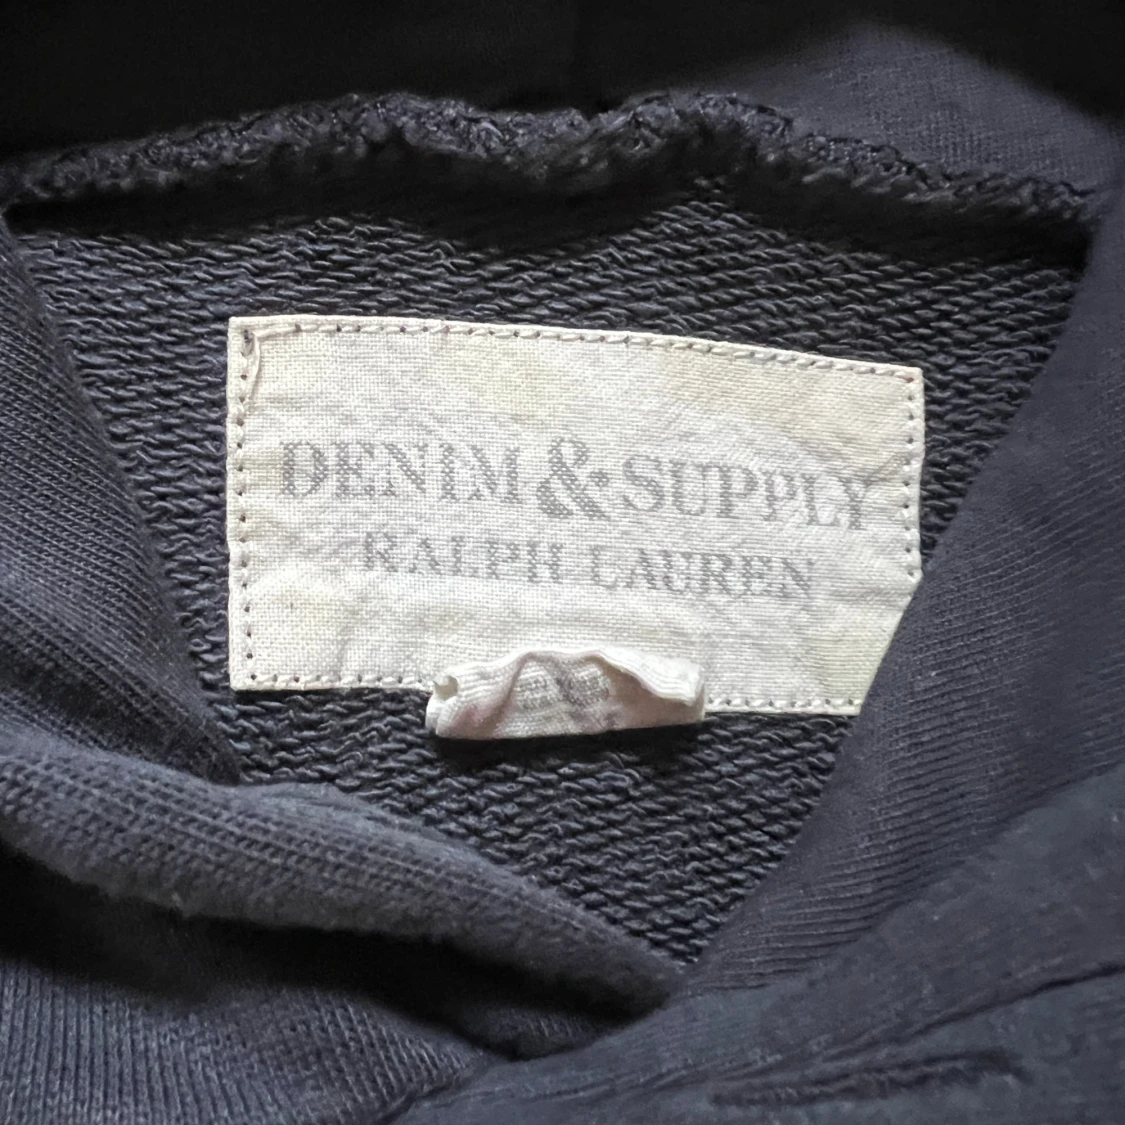 DENIM & SUPPLY
RALPH LAUREN